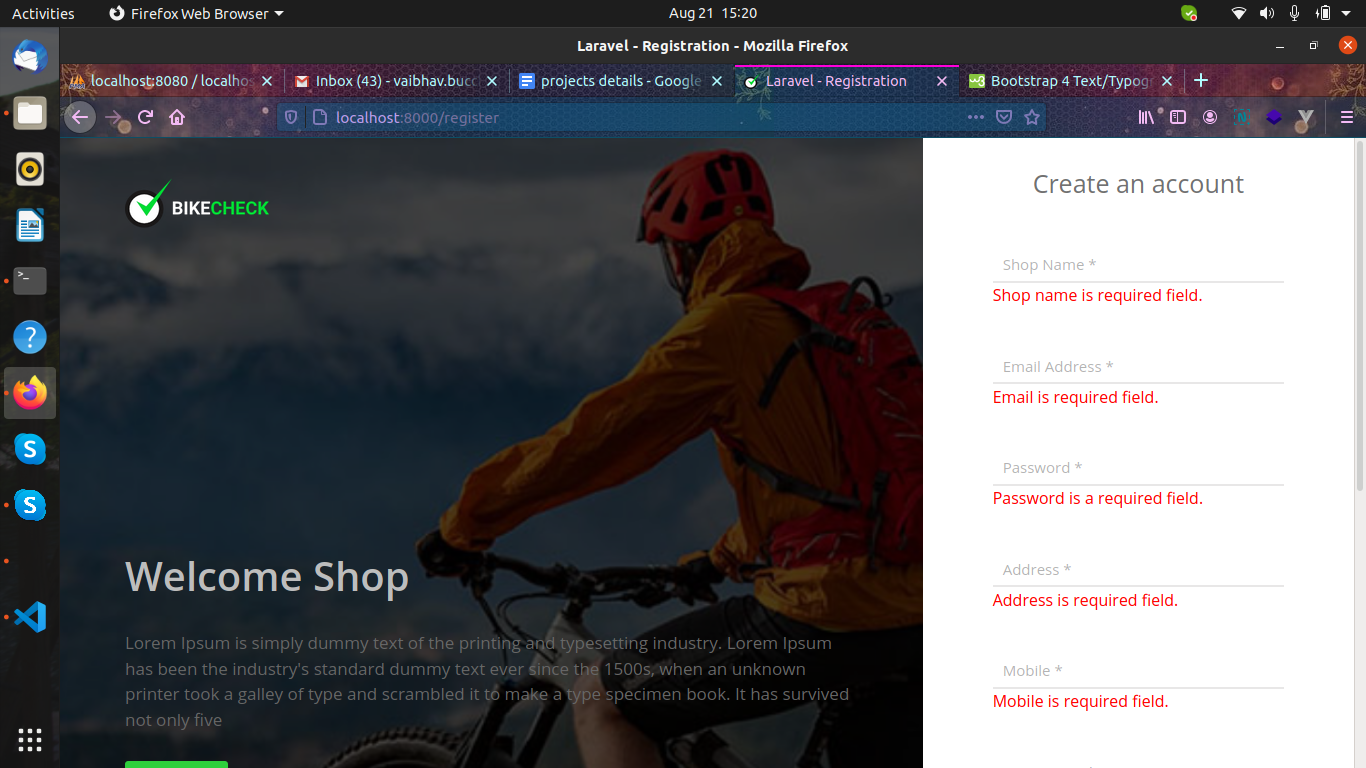 Activities
Firefox Web Browser
Aug 21 15:20
Laravel - Registration - Mozilla Firefox
localhost:8080 / localhos
Inbox (43) - vaibhav.bucc
projects details - Google
Laravel - Registration
Bootstrap 4 Text/Typogr
localhost:8000/register
BIKECHECK
Welcome Shop
Lorem Ipsum is simply dummy text of the printing and typesetting industry. Lorem Ipsum
has been the industry's standard dummy text ever since the 1500s, when an unknown
printer took a galley of type and scrambled it to make a type specimen book. It has survived
not only five
Create an account
Shop Name *
Shop name is required field.
Email Address *
Email is required field.
Password *
Password is a required field.
Address *
Address is required field.
Mobile *
Mobile is required field.